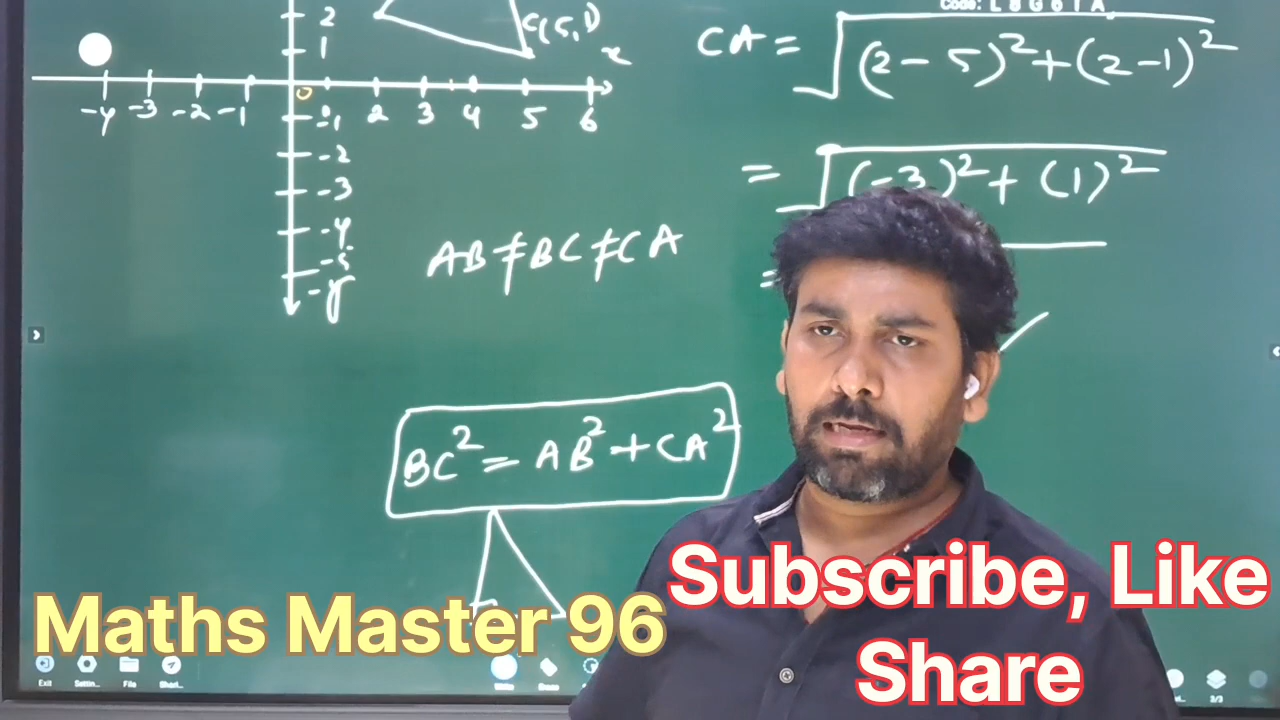 Code: L8G6IA
2
1
C(5,1)
x
-4 -3 -2 -1 0 1 2 3 4 5 6
-1
-2
-3
-4
-5
CA = √(2-5)²+(2-1)²
= √(-3)²+(1)²
=
AB≠BC≠CA
BC²=AB²+CA²
Maths Master 96
Subscribe, Like
Share
Exit
File